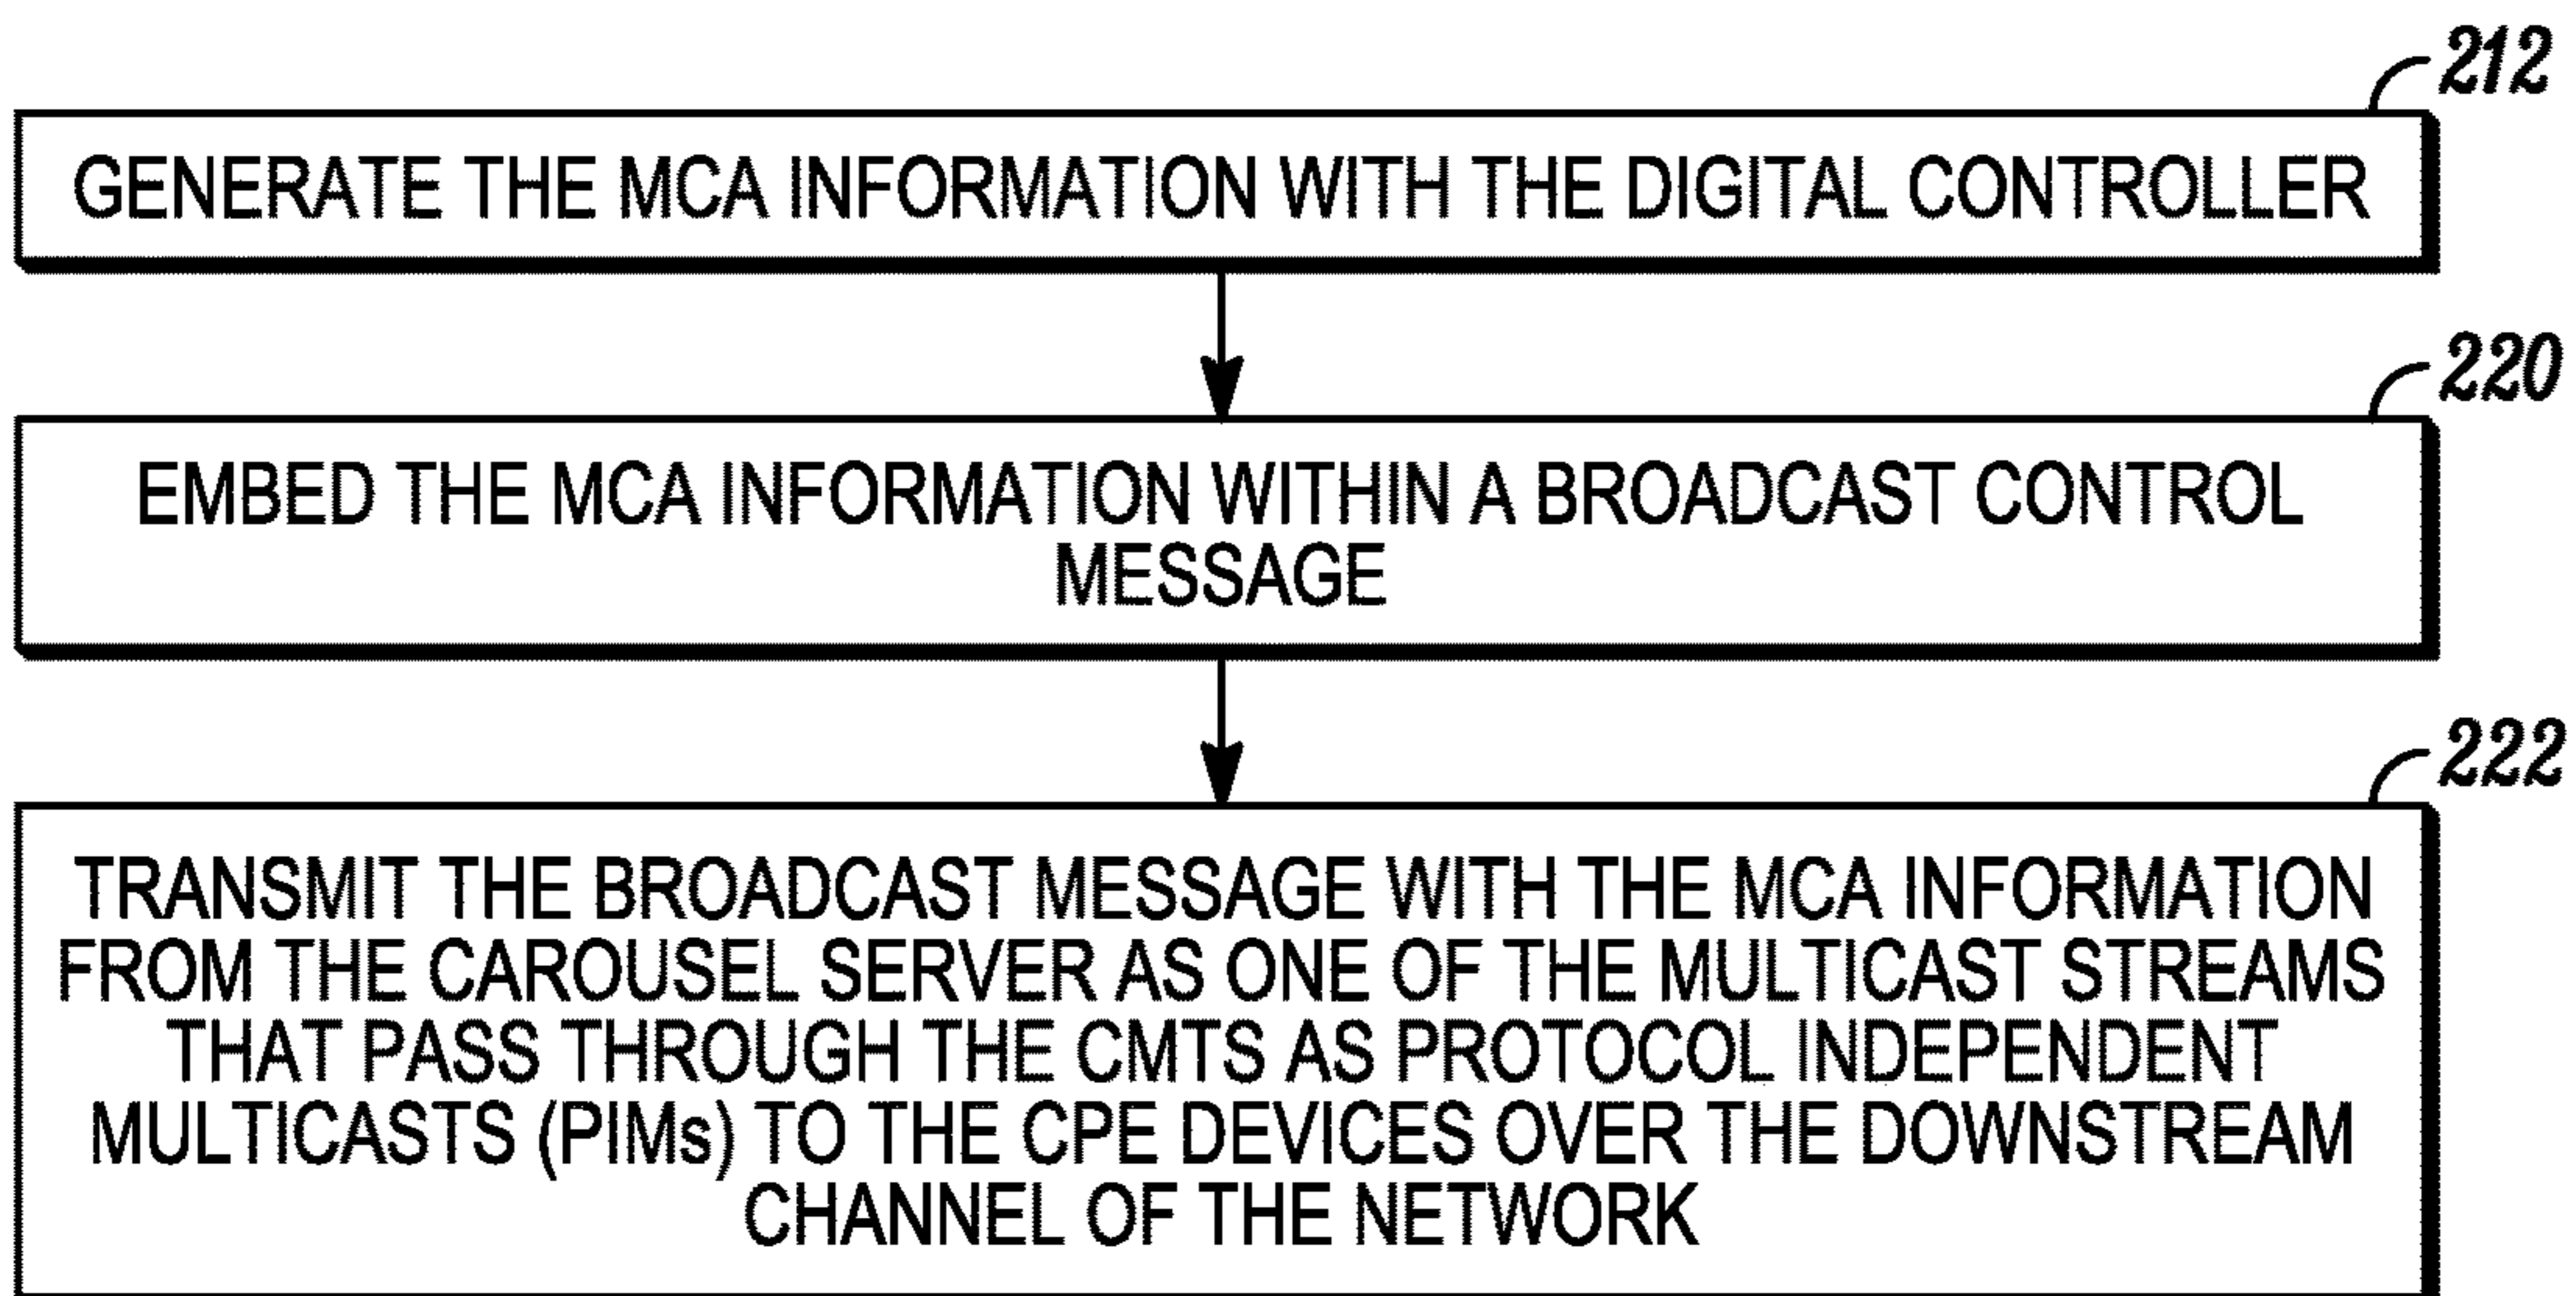 212
GENERATE THE MCA INFORMATION WITH THE DIGITAL CONTROLLER
220
EMBED THE MCA INFORMATION WITHIN A BROADCAST CONTROL
MESSAGE
222
TRANSMIT THE BROADCAST MESSAGE WITH THE MCA INFORMATION
FROM THE CAROUSEL SERVER AS ONE OF THE MULTICAST STREAMS
THAT PASS THROUGH THE CMTS AS PROTOCOL INDEPENDENT
MULTICASTS (PIMs) TO THE CPE DEVICES OVER THE DOWNSTREAM
CHANNEL OF THE NETWORK